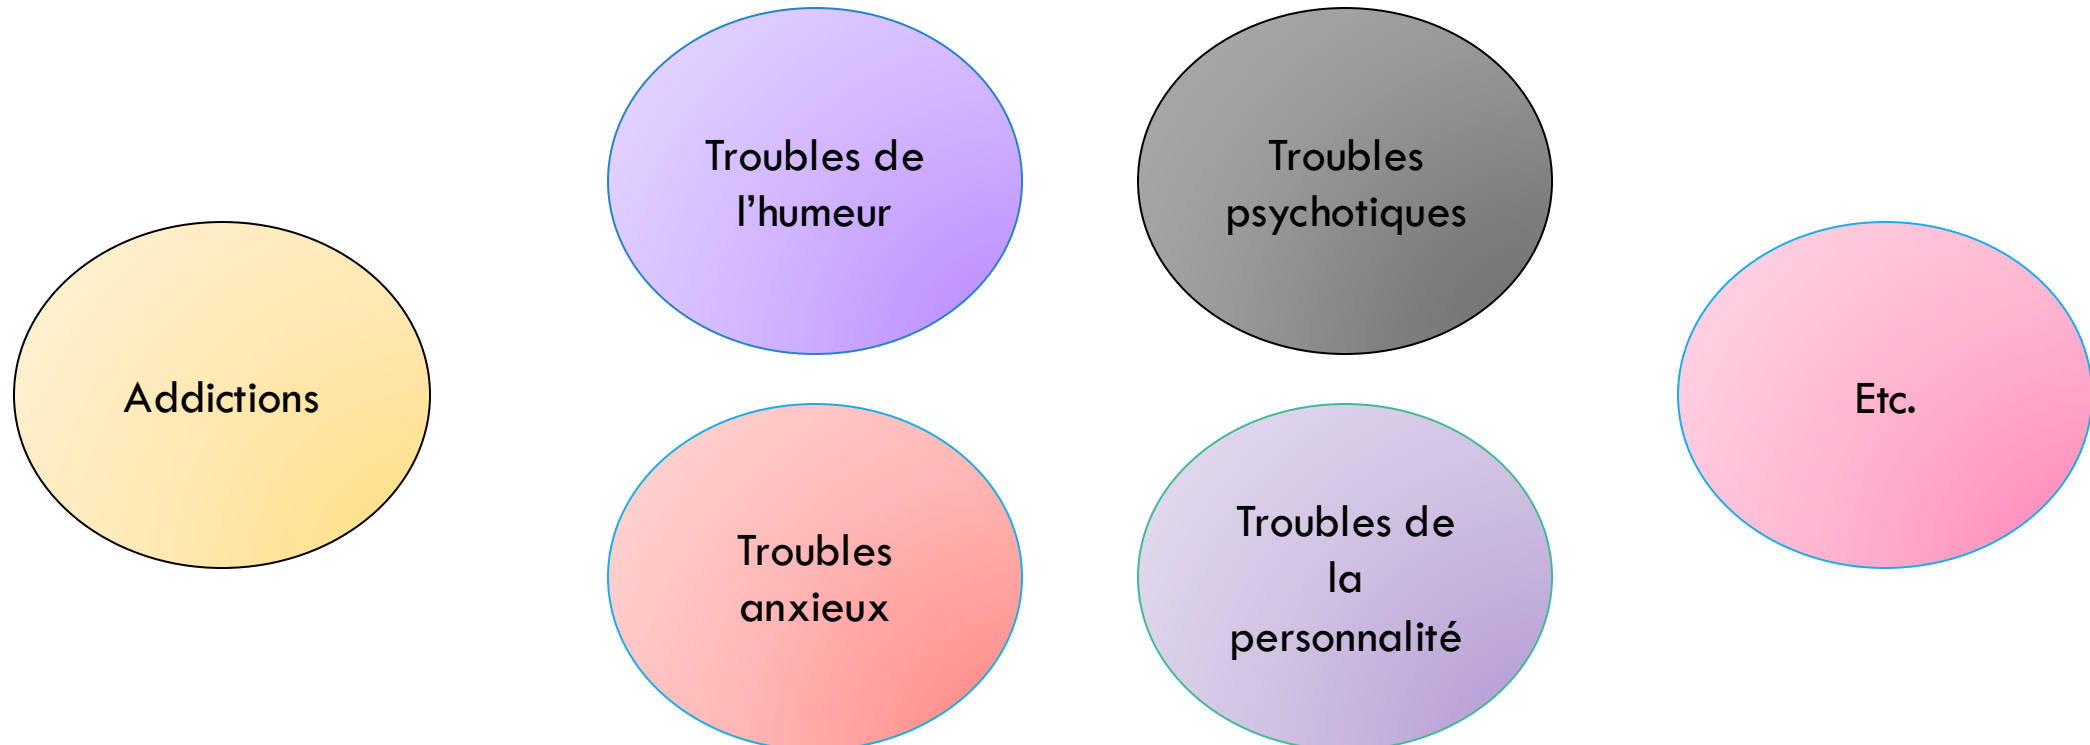 Troubles de
l’humeur
Troubles
psychotiques
Addictions
Etc.
Troubles
anxieux
Troubles de
la
personnalité